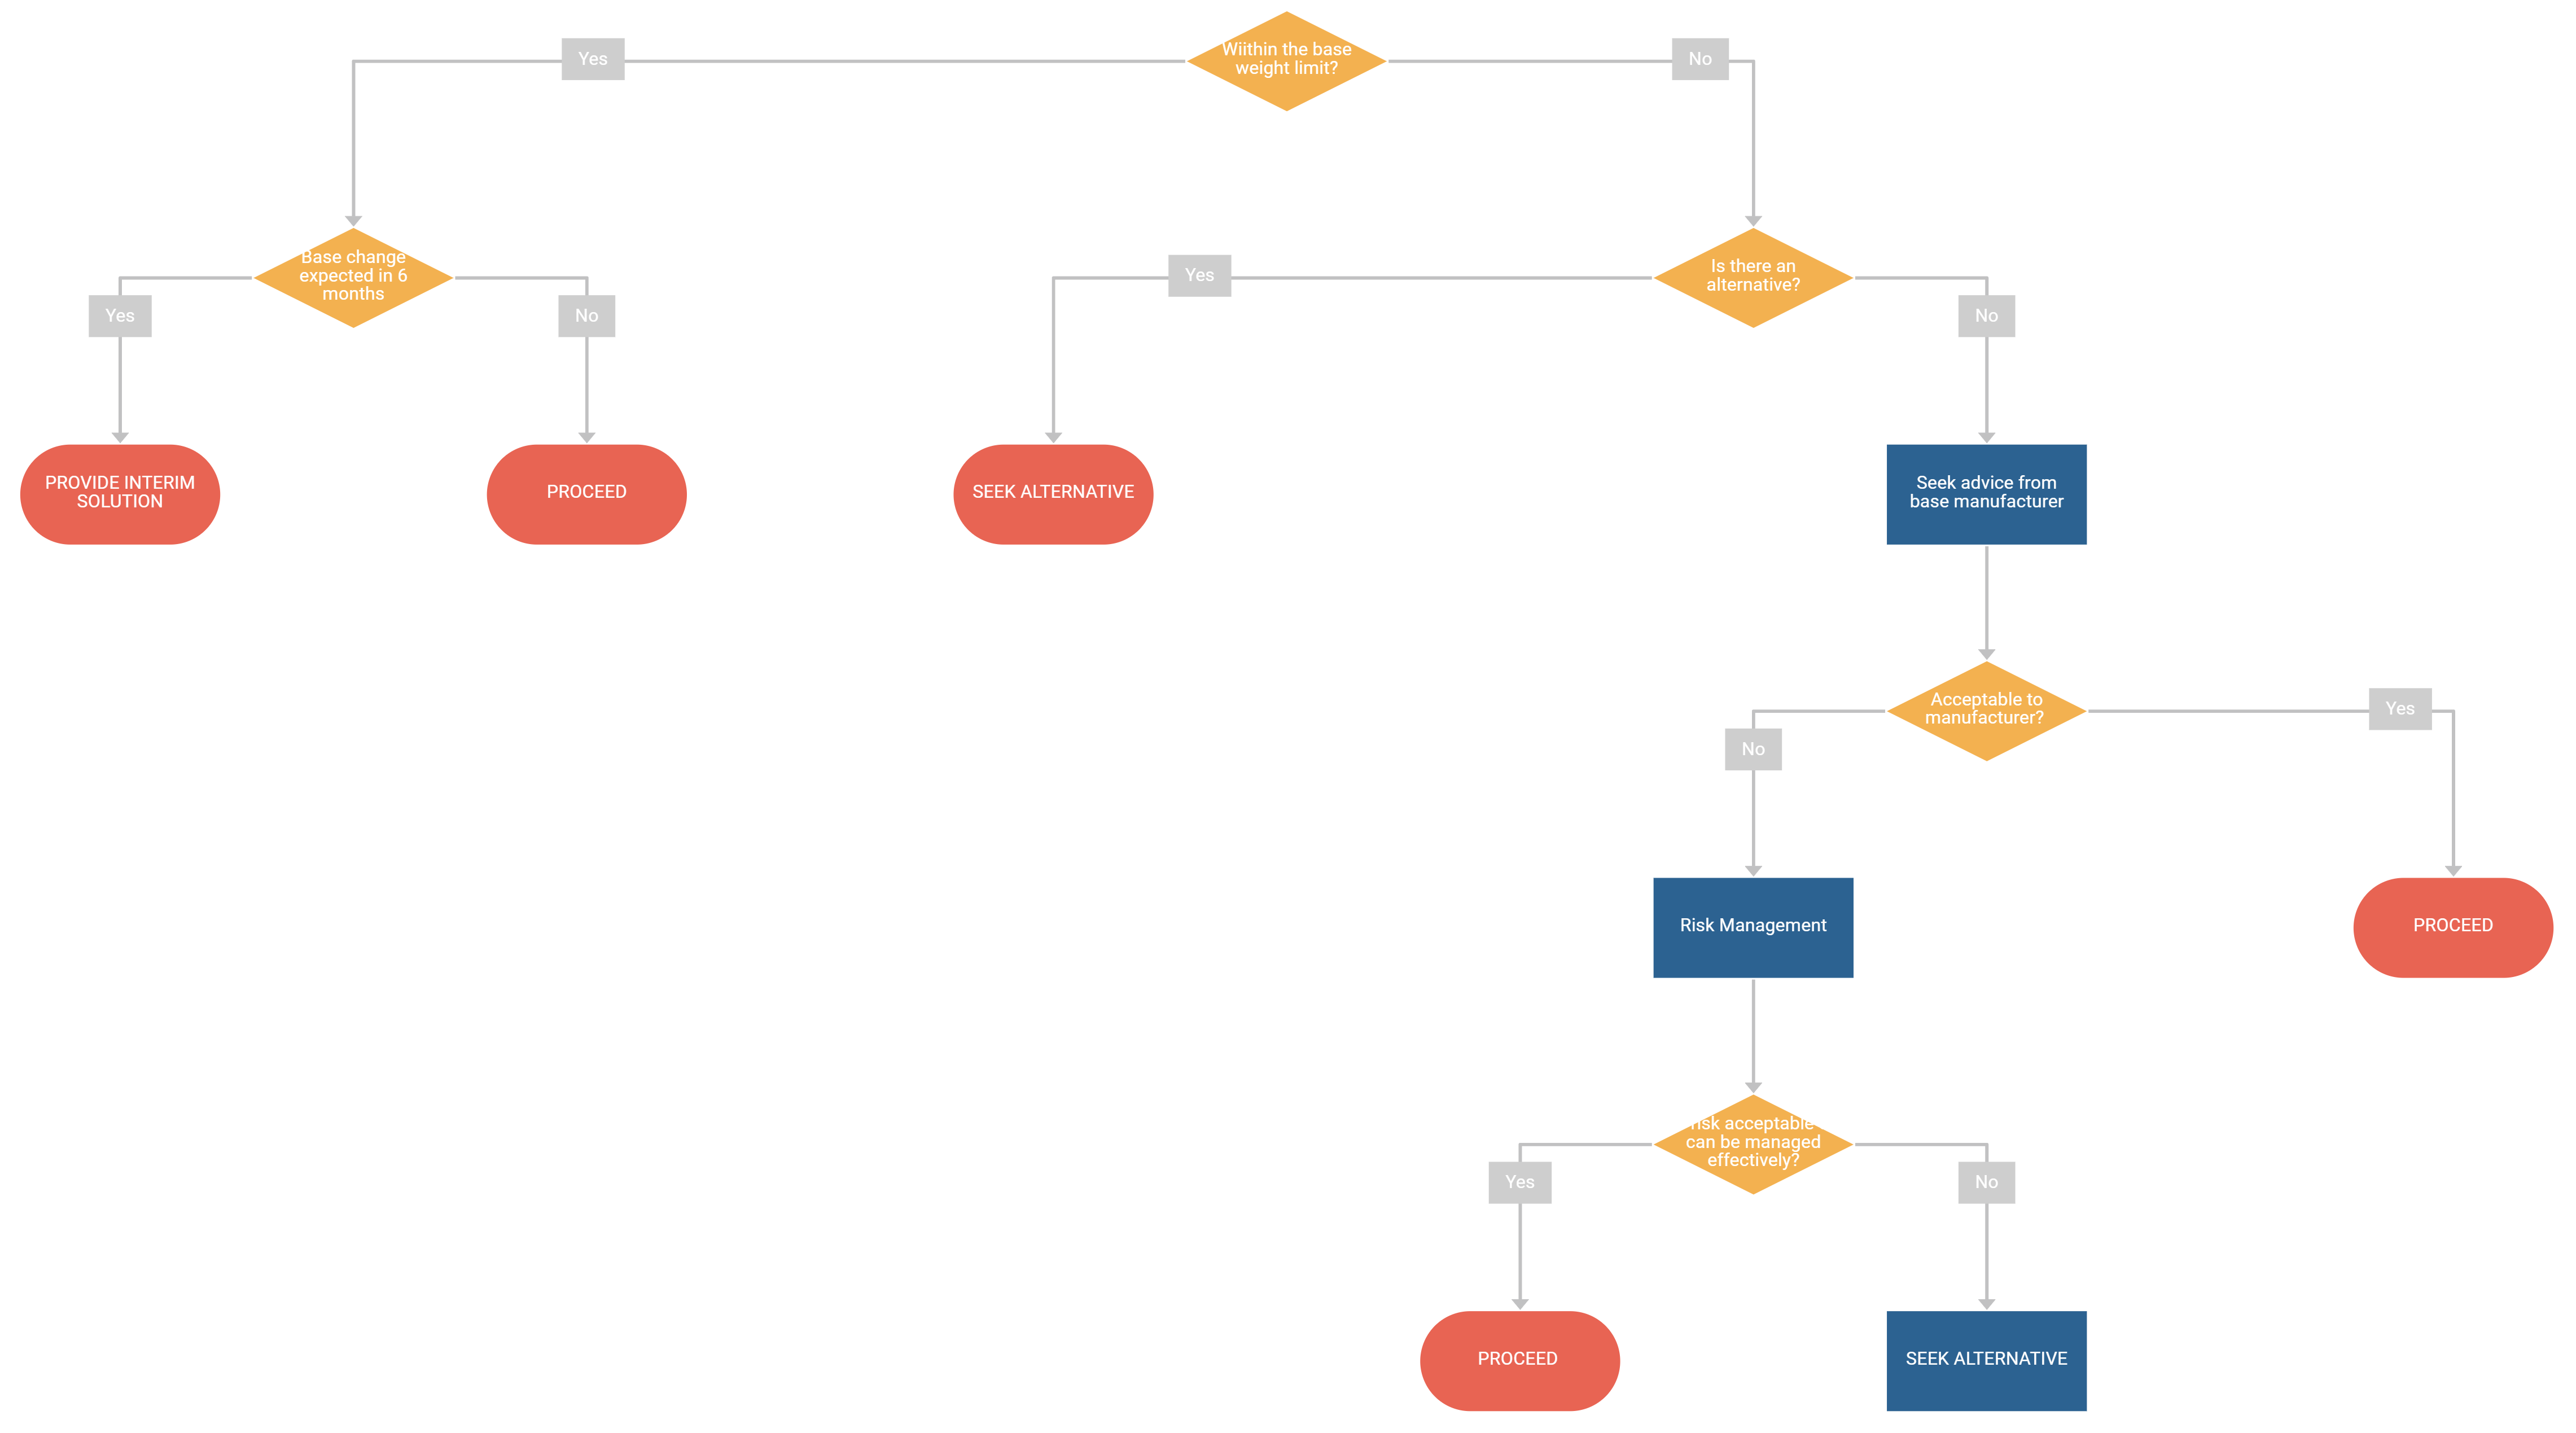 Wiithin the base
weight limit?
Yes
No
Base change
expected in 6
months
Is there an
alternative?
Yes
Yes
No
No
PROVIDE INTERIM
SOLUTION
PROCEED
SEEK ALTERNATIVE
Seek advice from
base manufacturer
Acceptable to
manufacturer?
Yes
No
Risk Management
PROCEED
acceptable
can be managed
effectively?
Yes
No
PROCEED
SEEK ALTERNATIVE